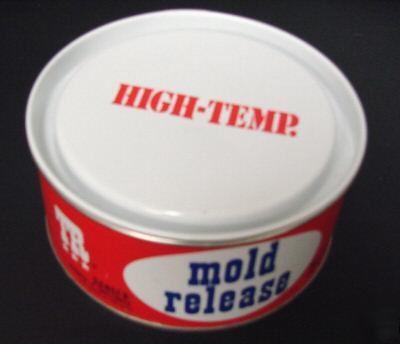 HIGH-TEMP.
TR
mold
release